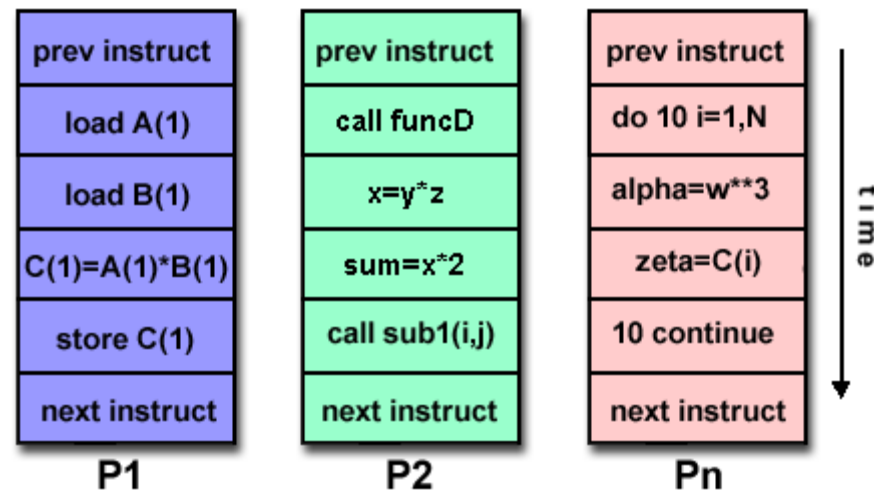 prev instruct
load A(1)
load B(1)
C(1)=A(1)*B(1)
store C(1)
next instruct
P1
prev instruct
call funcD
x=y*z
sum=x*2
call sub1(i,j)
next instruct
P2
prev instruct
do 10 i=1,N
alpha=w**3
zeta=C(i)
10 continue
next instruct
Pn
time